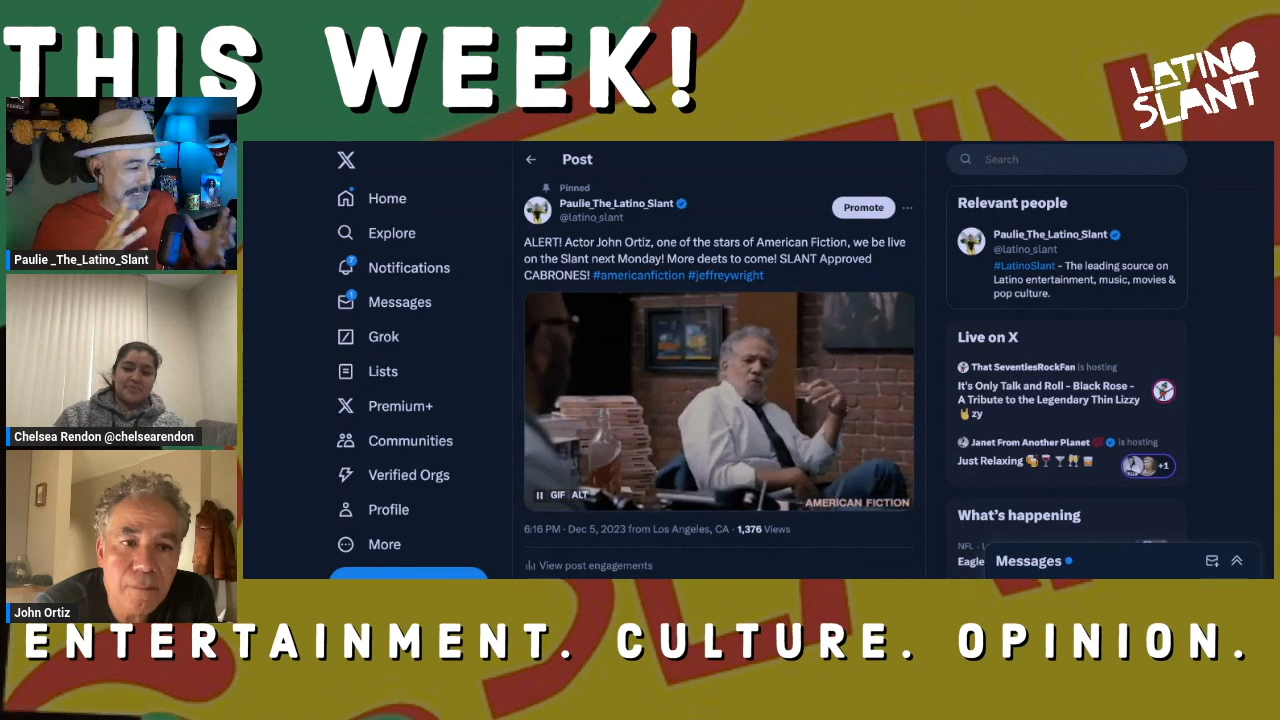 THIS WEEK!
LATINO
SLANT
Paulie _The_Latino_Slant
Chelsea Rendon @chelsearendon
John Ortiz
Home
Explore
7
Notifications
1
Messages
Grok
Lists
Premium+
Communities
Verified Orgs
Profile
More
Post
Pinned
Paulie_The_Latino_Slant
@latino_slant
Promote
ALERT! Actor John Ortiz, one of the stars of American Fiction, we be live
on the Slant next Monday! More deets to come! SLANT Approved
CABRONES! #americanfiction #jeffreywright
GIF ALT
AMERICAN FICTION
6:16 PM · Dec 5, 2023 from Los Angeles, CA · 1,376 Views
View post engagements
Search
Relevant people
Paulie_The_Latino_Slant
@latino_slant
#LatinoSlant - The leading source on
Latino entertainment, music, movies &
pop culture.
Live on X
That SeventiesRockFan is hosting
It's Only Talk and Roll - Black Rose -
A Tribute to the Legendary Thin Lizzy
zy
Janet From Another Planet is hosting
Just Relaxing
+1
What's happening
NFL
Eagle
Messages
ENTERTAINMENT. CULTURE. OPINION.